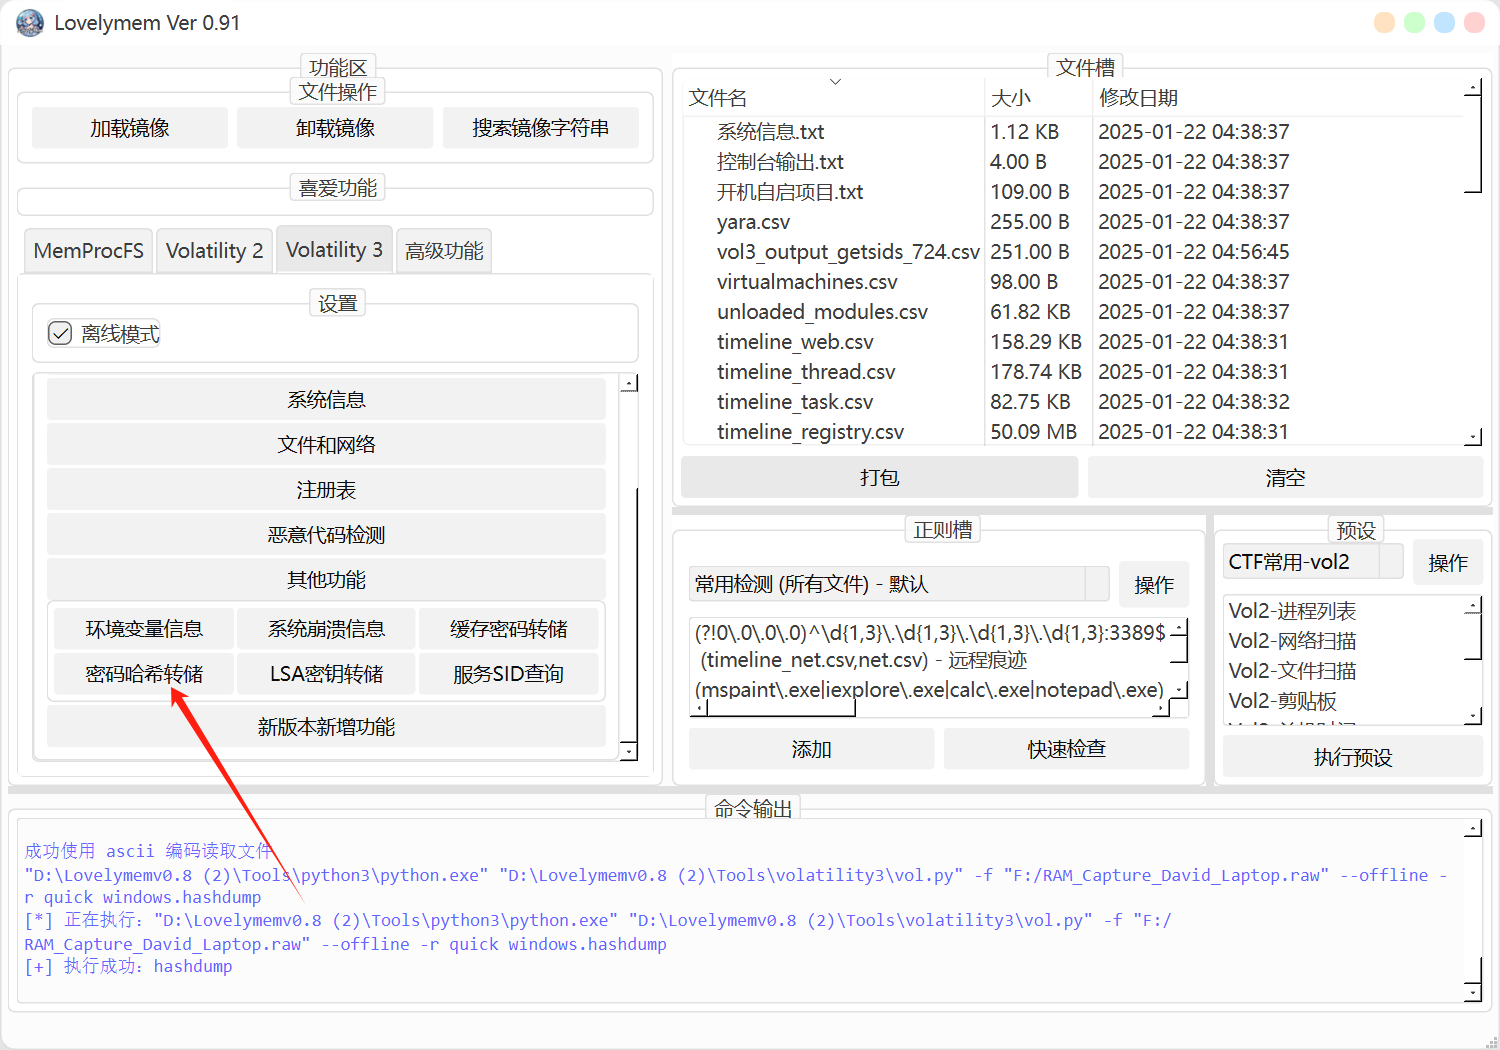 Lovelymem Ver 0.91
功能区
文件操作
加载镜像
卸载镜像
搜索镜像字符串
喜爱功能
MemProcFS
Volatility 2
Volatility 3
高级功能
设置
离线模式
系统信息
文件和网络
注册表
恶意代码检测
其他功能
环境变量信息
系统崩溃信息
缓存密码转储
密码哈希转储
LSA密钥转储
服务SID查询
新版本新增功能
文件槽
文件名 大小 修改日期
系统信息.txt 1.12 KB 2025-01-22 04:38:37
控制台输出.txt 4.00 B 2025-01-22 04:38:37
开机自启项目.txt 109.00 B 2025-01-22 04:38:37
yara.csv 255.00 B 2025-01-22 04:38:37
vol3_output_getsids_724.csv 251.00 B 2025-01-22 04:56:45
virtualmachines.csv 98.00 B 2025-01-22 04:38:37
unloaded_modules.csv 61.82 KB 2025-01-22 04:38:37
timeline_web.csv 158.29 KB 2025-01-22 04:38:31
timeline_thread.csv 178.74 KB 2025-01-22 04:38:31
timeline_task.csv 82.75 KB 2025-01-22 04:38:32
timeline_registry.csv 50.09 MB 2025-01-22 04:38:31
打包
清空
正则槽
常用检测 (所有文件) - 默认
操作
(?!0\.0\.0\.0)^\d{1,3}\.\d{1,3}\.\d{1,3}\.\d{1,3}:3389$
(timeline_net.csv,net.csv) - 远程痕迹
(mspaint\.exe|iexplore\.exe|calc\.exe|notepad\.exe)
添加
快速检查
预设
CTF常用-vol2
操作
Vol2-进程列表
Vol2-网络扫描
Vol2-文件扫描
Vol2-剪贴板
执行预设
命令输出
成功使用 ascii 编码读取文件
"D:\Lovelymemv0.8 (2)\Tools\python3\python.exe" "D:\Lovelymemv0.8 (2)\Tools\volatility3\vol.py" -f "F:/RAM_Capture_David_Laptop.raw" --offline -
r quick windows.hashdump
[*] 正在执行: "D:\Lovelymemv0.8 (2)\Tools\python3\python.exe" "D:\Lovelymemv0.8 (2)\Tools\volatility3\vol.py" -f "F:/
RAM_Capture_David_Laptop.raw" --offline -r quick windows.hashdump
[+] 执行成功: hashdump